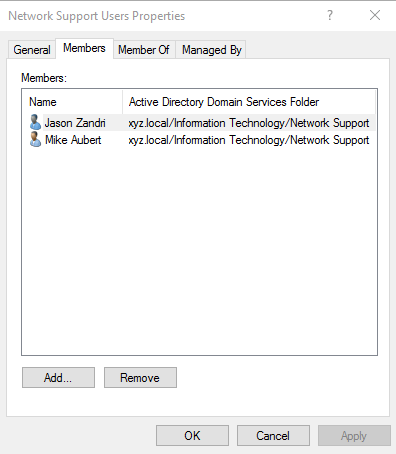 Network Support Users Properties
General Members Member Of Managed By
Members:
Name Active Directory Domain Services Folder
Jason Zandri xyz.local/Information Technology/Network Support
Mike Aubert xyz.local/Information Technology/Network Support
Add... Remove
OK Cancel Apply